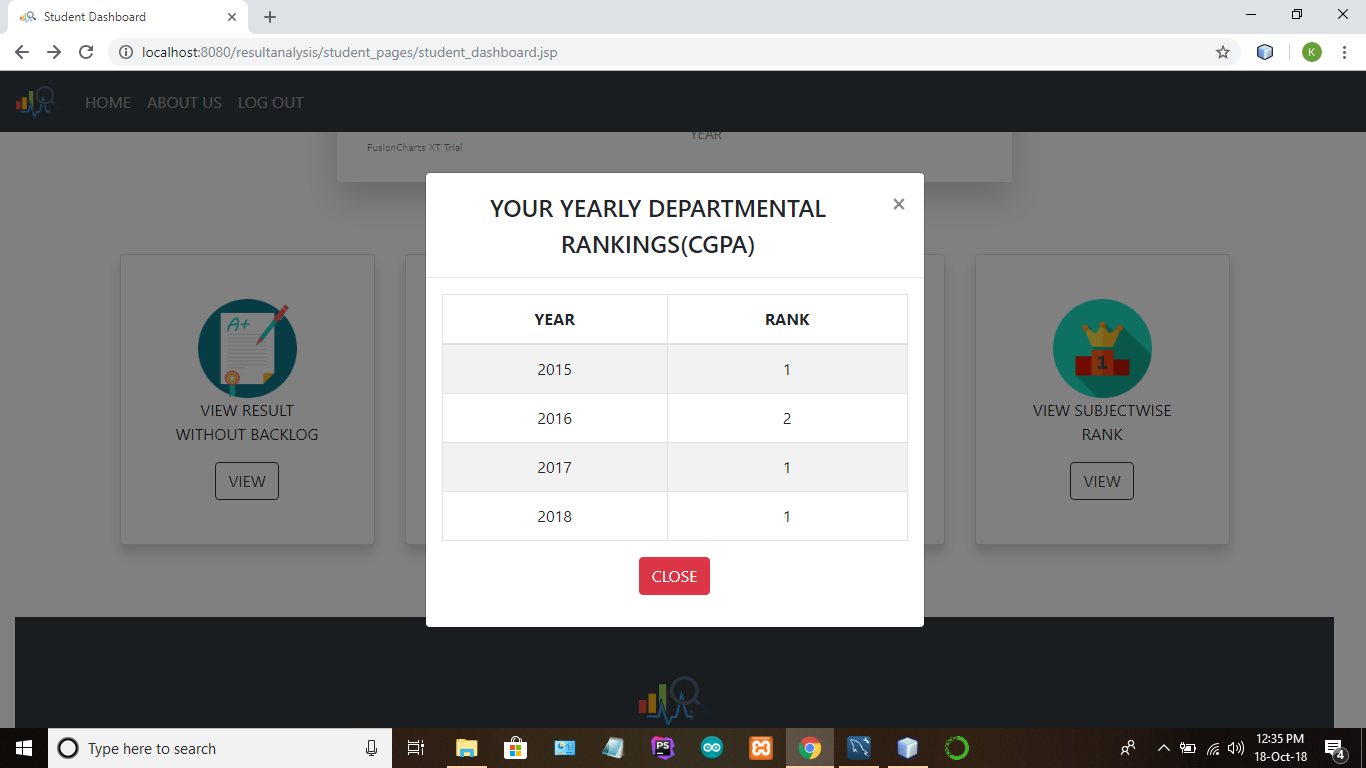 Student Dashboard
localhost:8080/resultanalysis/student_pages/student_dashboard.jsp
K
HOME ABOUT US LOG OUT
YEAR
FusionCharts XT Trial
YOUR YEARLY DEPARTMENTAL
RANKINGS(CGPA)
×
YEAR RANK
2015 1
2016 2
2017 1
2018 1
CLOSE
A+
VIEW RESULT
WITHOUT BACKLOG
VIEW
1
VIEW SUBJECTWISE
RANK
VIEW
Type here to search
PS
12:35 PM
18-Oct-18
4